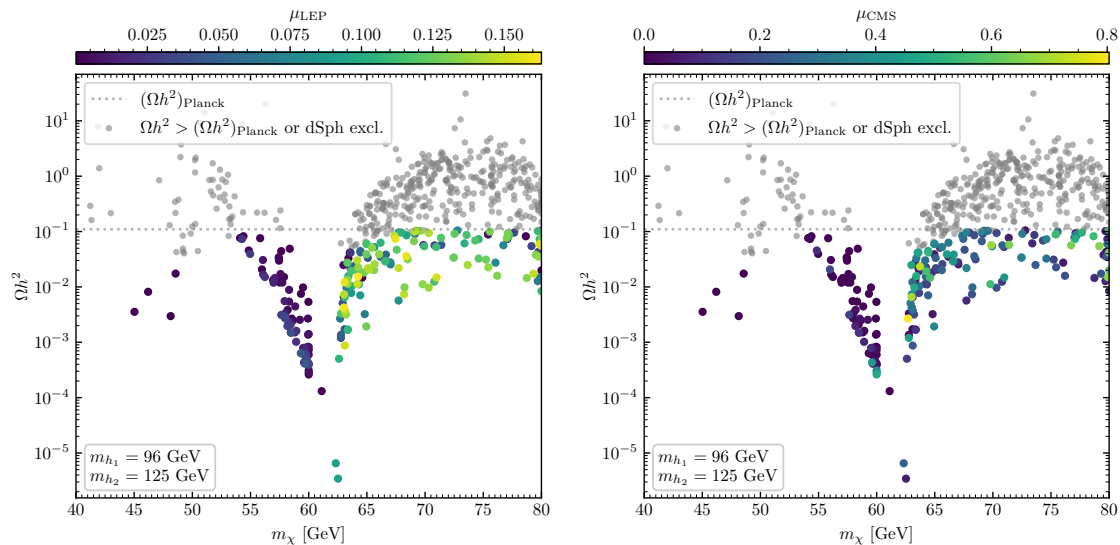 μLEP
0.025 0.050 0.075 0.100 0.125 0.150
(Ωh²)Planck
Ωh² > (Ωh²)Planck or dSph excl.
10¹
10⁰
10⁻¹
10⁻²
10⁻³
10⁻⁴
10⁻⁵
Ωh²
mh₁ = 96 GeV
mh₂ = 125 GeV
40 45 50 55 60 65 70 75 80
mχ [GeV]
μCMS
0.0 0.2 0.4 0.6 0.8
(Ωh²)Planck
Ωh² > (Ωh²)Planck or dSph excl.
10¹
10⁰
10⁻¹
10⁻²
10⁻³
10⁻⁴
10⁻⁵
Ωh²
mh₁ = 96 GeV
mh₂ = 125 GeV
40 45 50 55 60 65 70 75 80
mχ [GeV]